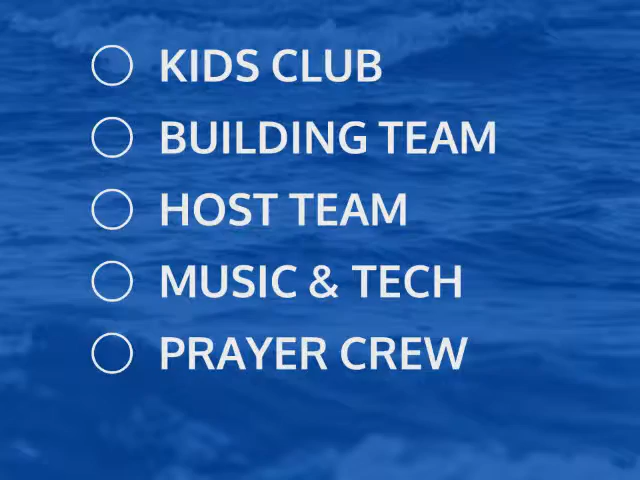 KIDS CLUB
BUILDING TEAM
HOST TEAM
MUSIC & TECH
PRAYER CREW